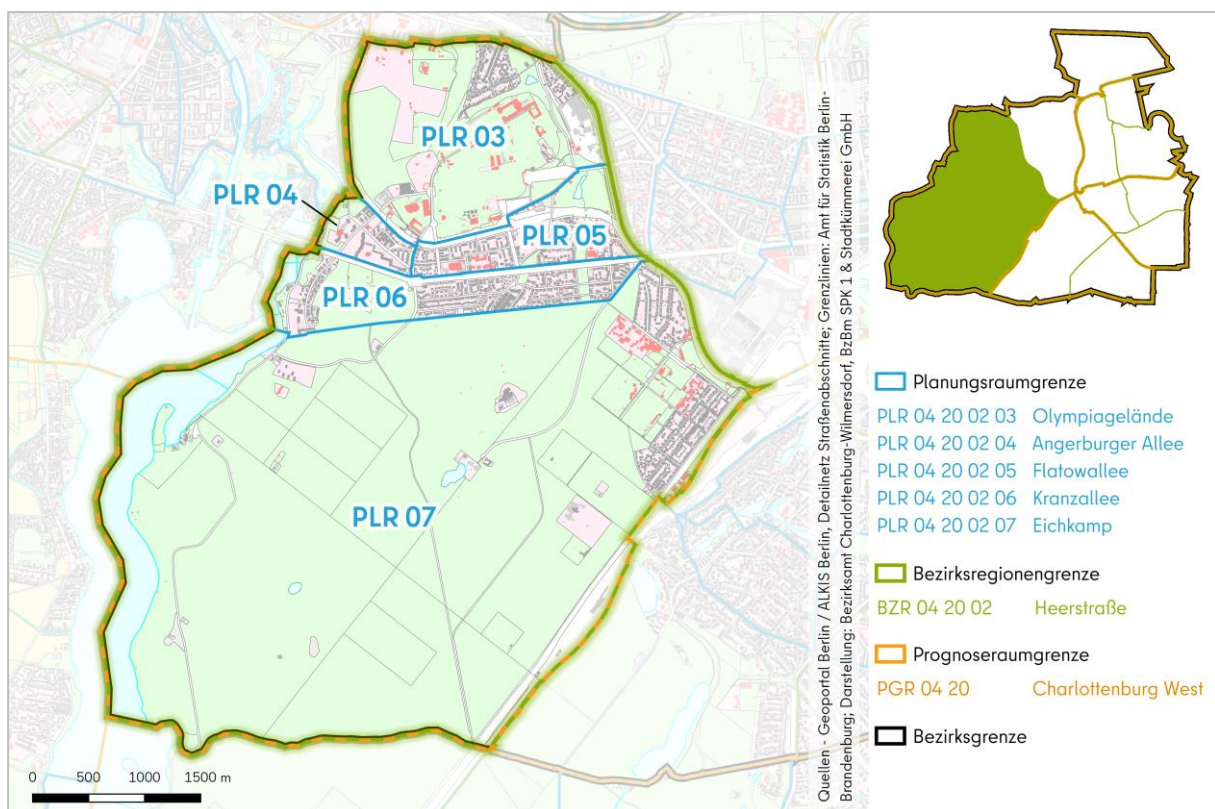 PLR 03
PLR 04
PLR 05
PLR 06
PLR 07
0 500 1000 1500 m
Quellen - Geoportal Berlin / ALKIS Berlin, Detailnetz Straßenabschnitte; Grenzlinien: Amt für Statistik Berlin-
Brandenburg; Darstellung: Bezirksamt Charlottenburg-Wilmersdorf, BzBm SPK 1 & Stadtkümmerei GmbH
Planungsraumgrenze
PLR 04 20 02 03 Olympiagelände
PLR 04 20 02 04 Angerburger Allee
PLR 04 20 02 05 Flatowallee
PLR 04 20 02 06 Kranzallee
PLR 04 20 02 07 Eichkamp
Bezirksregionengrenze
BZR 04 20 02 Heerstraße
Prognoseraumgrenze
PGR 04 20 Charlottenburg West
Bezirksgrenze